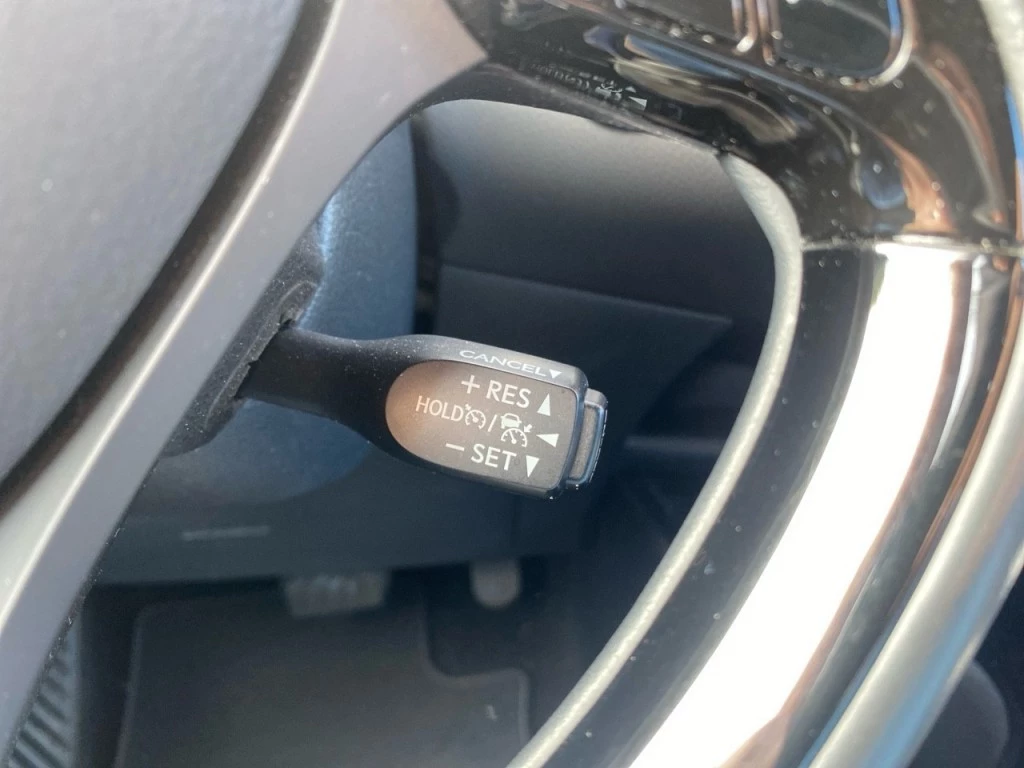 CANCEL▼
+ RES ▲
HOLD /
− SET ▼